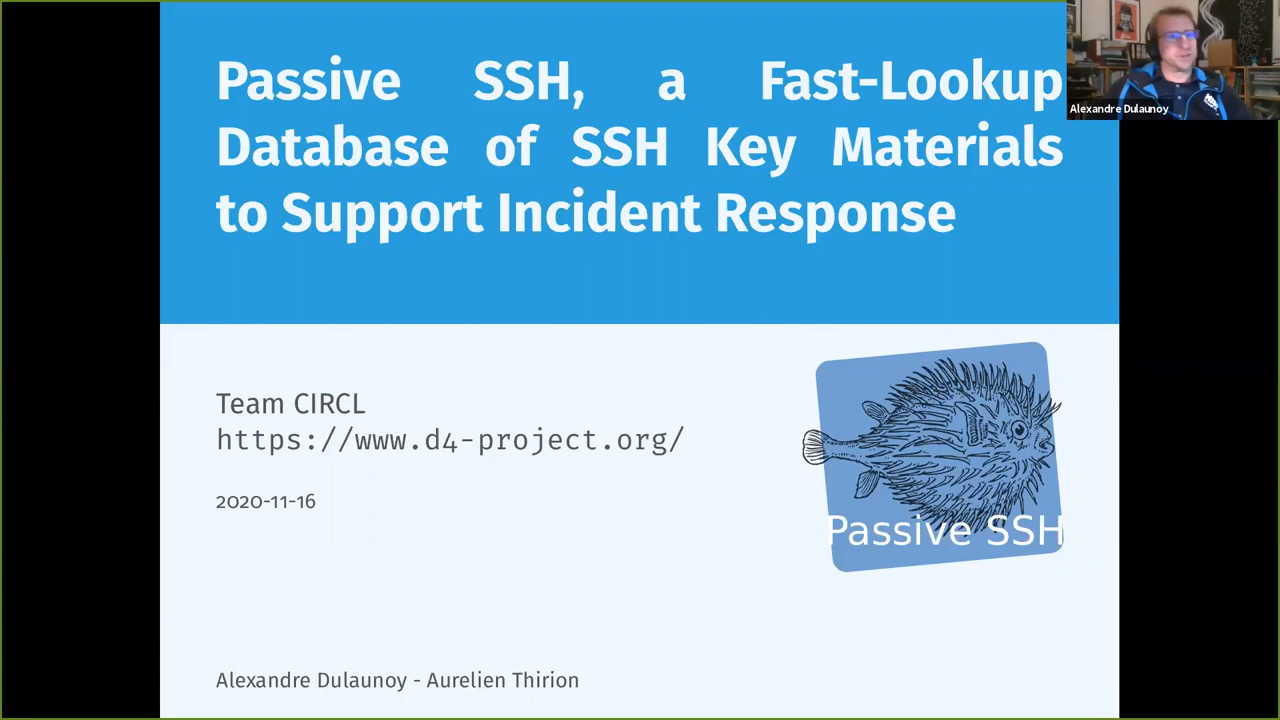 Passive SSH, a Fast-Lookup
Database of SSH Key Materials
to Support Incident Response
Alexandre Dulaunoy
Team CIRCL
https://www.d4-project.org/
2020-11-16
Passive SSH
Alexandre Dulaunoy - Aurelien Thirion